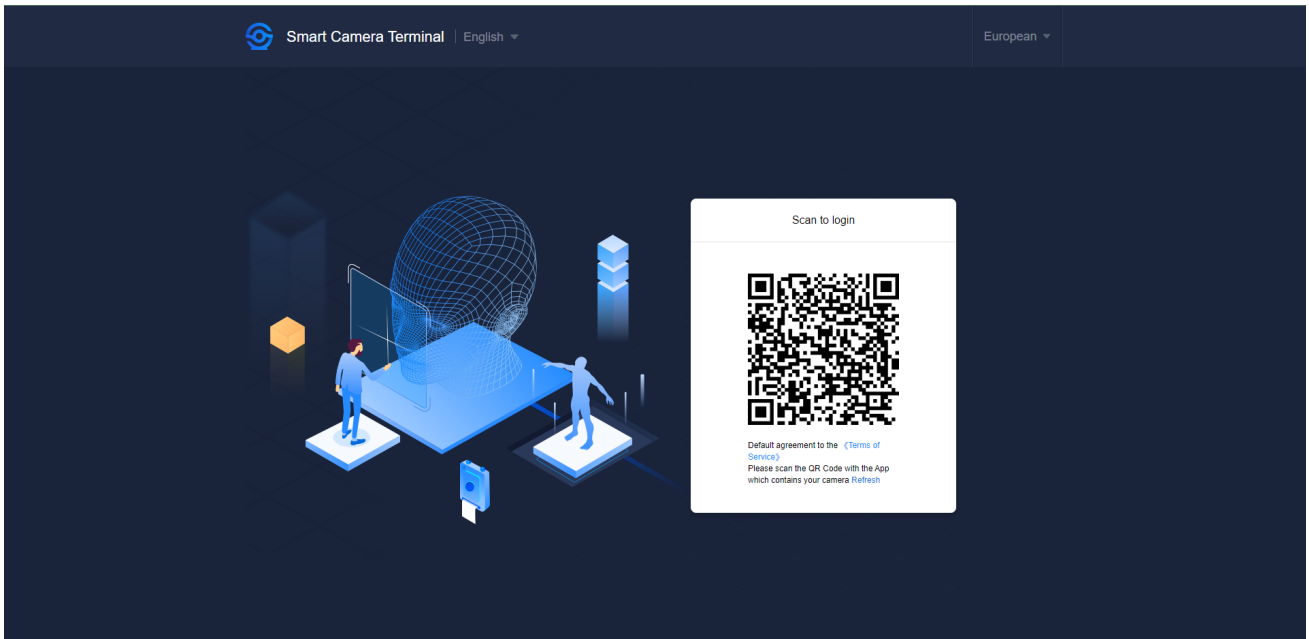 Smart Camera Terminal
English
European
Scan to login
Default agreement to the 《Terms of
Service》
Please scan the QR Code with the App
which contains your camera Refresh